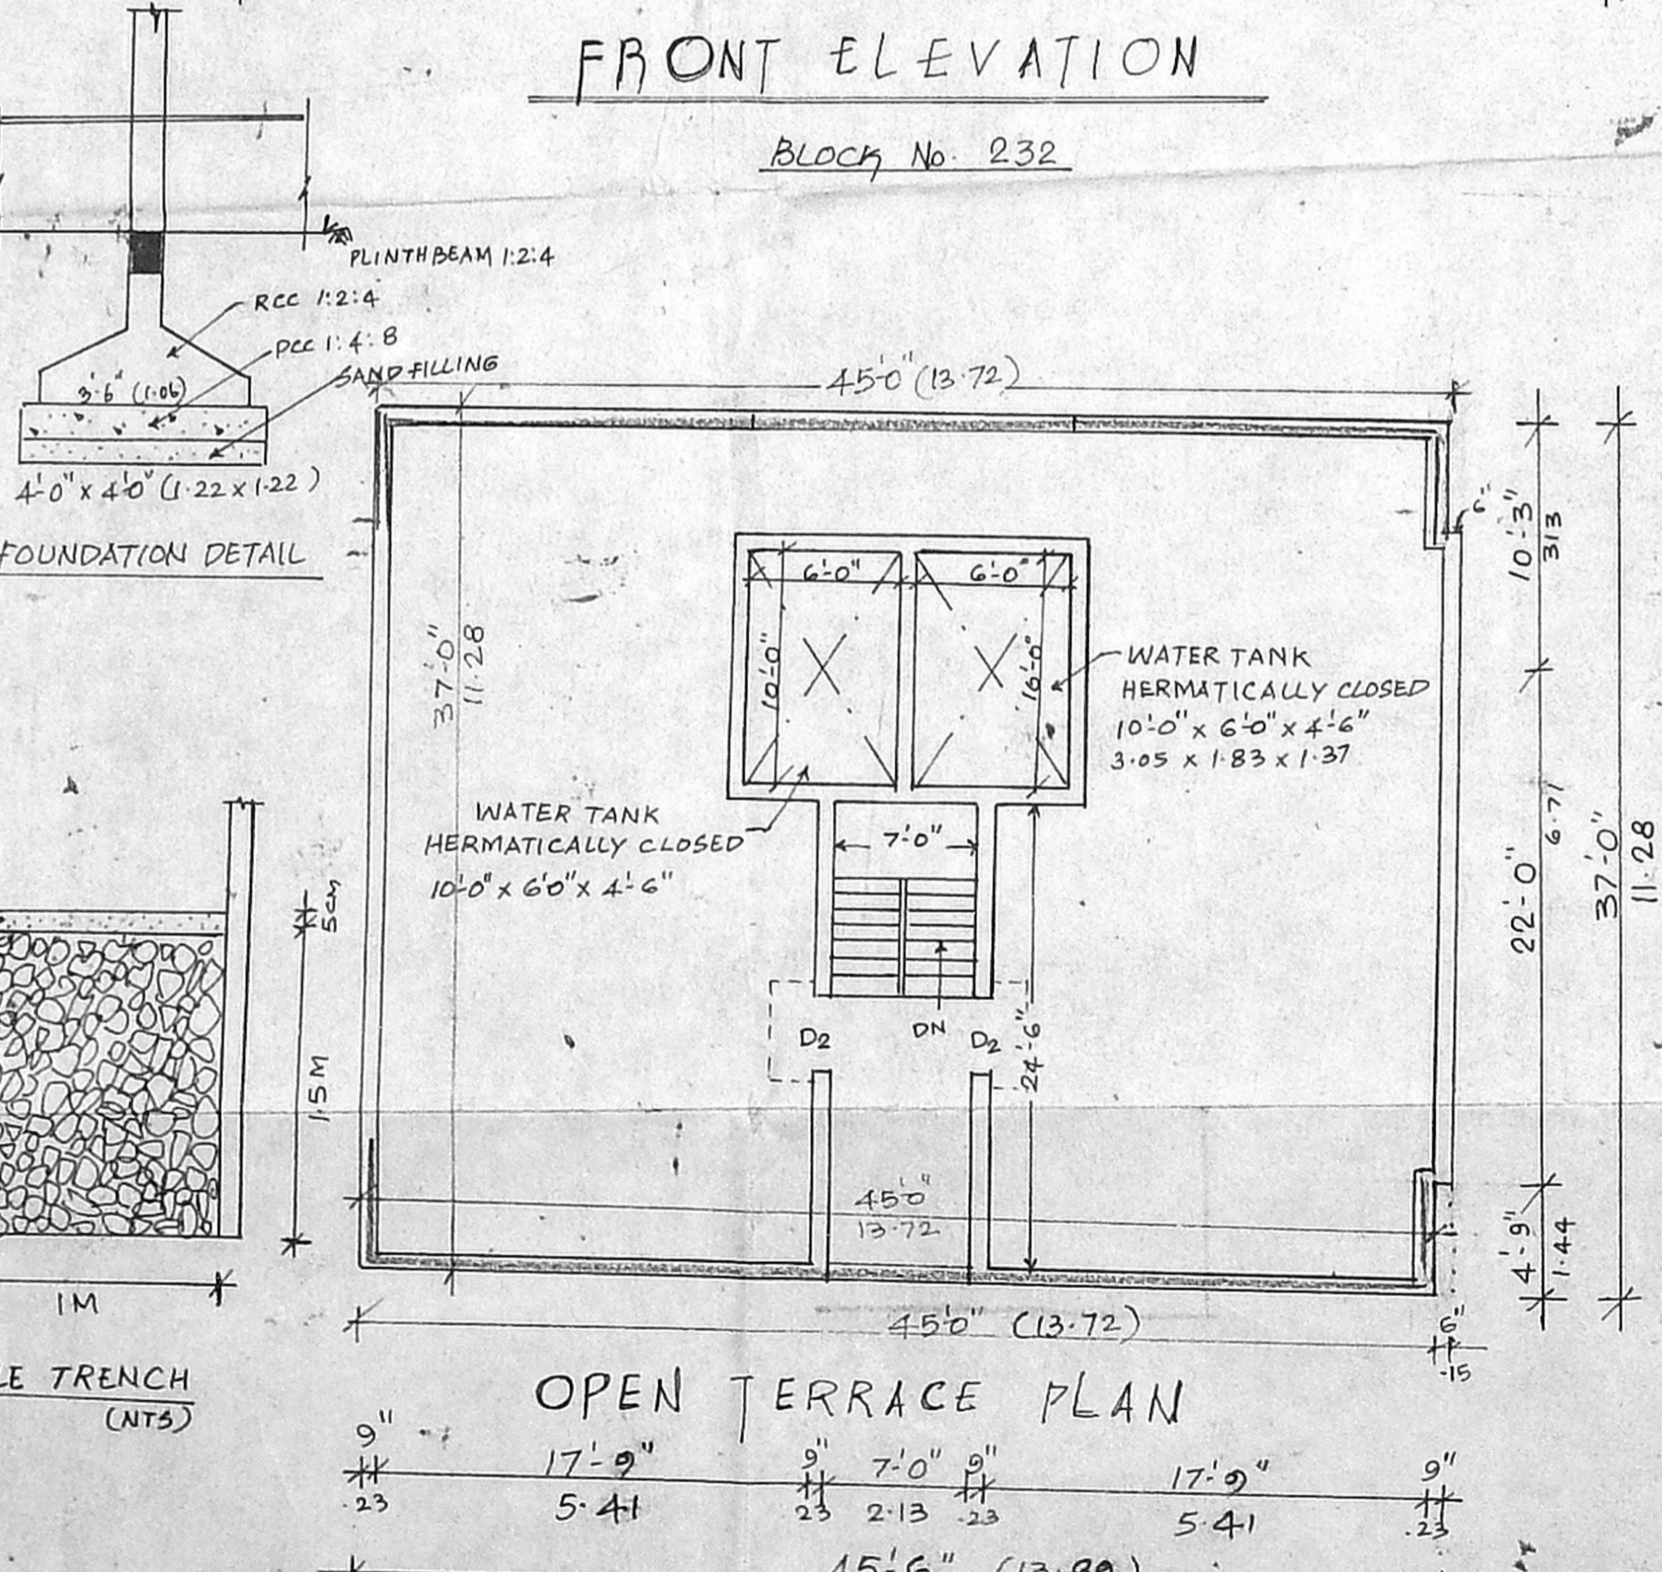 FRONT ELEVATION
BLOCK No. 232
PLINTH BEAM 1:2:4
RCC 1:2:4
PCC 1:4:8
SAND FILLING
3'-6" (1.06)
4'-0" x 4'-0" (1.22 x 1.22)
FOUNDATION DETAIL
45'-0" (13.72)
6"
10'-3"
313
37'-0"
11.28
6'-0"
6'-0"
10'-0"
10'-0"
WATER TANK
HERMATICALLY CLOSED
10'-0" x 6'-0" x 4'-6"
3.05 x 1.83 x 1.37
WATER TANK
HERMATICALLY CLOSED
10'-0" x 6'0" x 4'-6"
7'-0"
22'-0"
6.71
37'-0"
11.28
5cm
1.5M
D2
DN
D2
24'-6"
45'0"
13.72
4'-9"
1.44
1M
45'0" (13.72)
6"
.15
LE TRENCH
(NTS)
OPEN TERRACE PLAN
9" 17'-9" 9" 7'-0" 9" 17'-9" 9"
.23 5.41 23 2.13 .23 5.41 .23
45'-6"